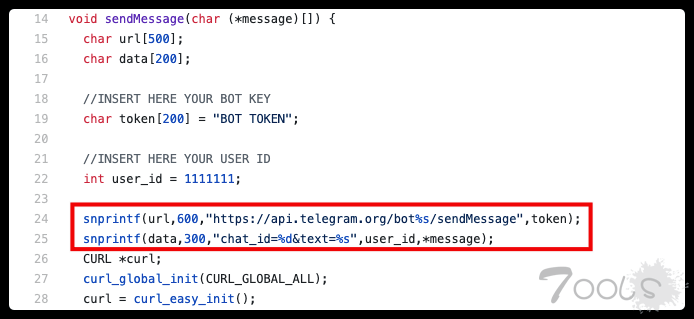 14 void sendMessage(char (*message)[]) {
15 char url[500];
16 char data[200];
17
18 //INSERT HERE YOUR BOT KEY
19 char token[200] = "BOT TOKEN";
20
21 //INSERT HERE YOUR USER ID
22 int user_id = 1111111;
23
24 snprintf(url,600,"https://api.telegram.org/bot%s/sendMessage",token);
25 snprintf(data,300,"chat_id=%d&text=%s",user_id,*message);
26 CURL *curl;
27 curl_global_init(CURL_GLOBAL_ALL);
28 curl = curl_easy_init();
7ools